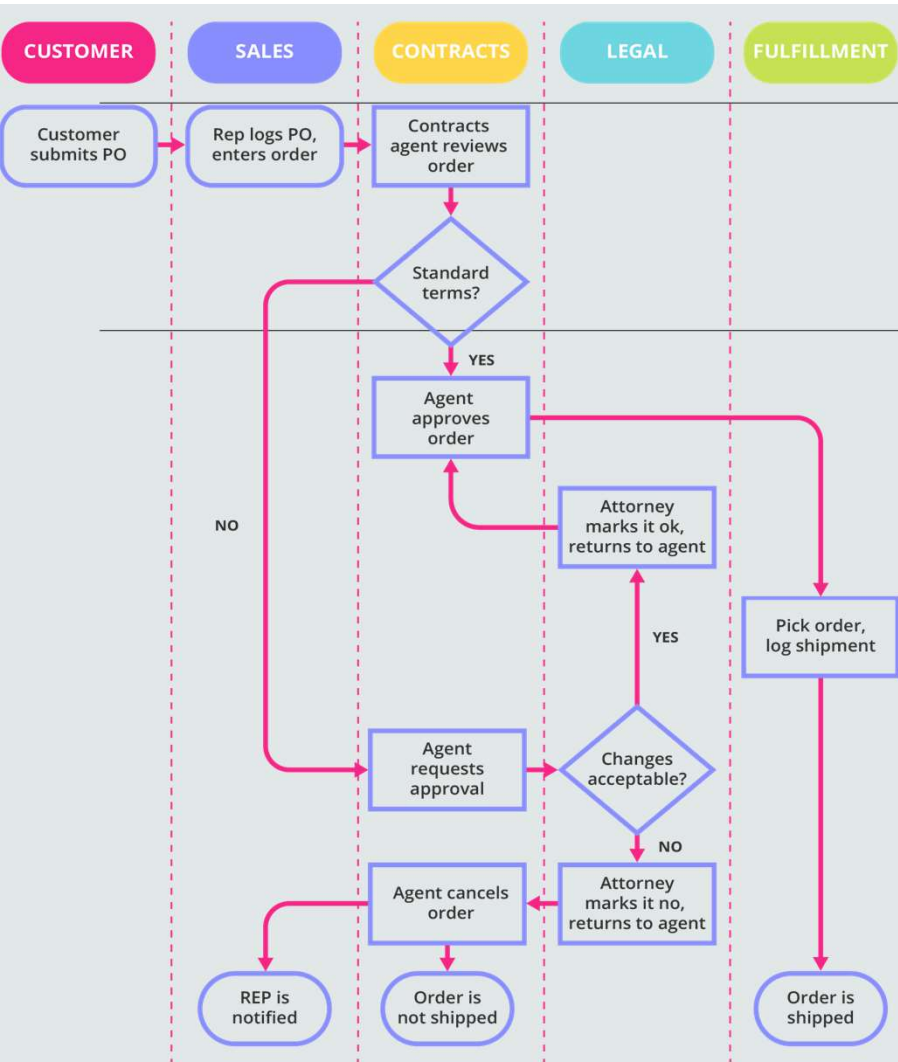 CUSTOMER
SALES
CONTRACTS
LEGAL
FULFILLMENT
Customer
submits PO
Rep logs PO,
enters order
Contracts
agent reviews
order
Standard
terms?
YES
Agent
approves
order
NO
Attorney
marks it ok,
returns to agent
YES
Pick order,
log shipment
Agent
requests
approval
Changes
acceptable?
NO
Agent cancels
order
Attorney
marks it no,
returns to agent
REP is
notified
Order is
not shipped
Order is
shipped